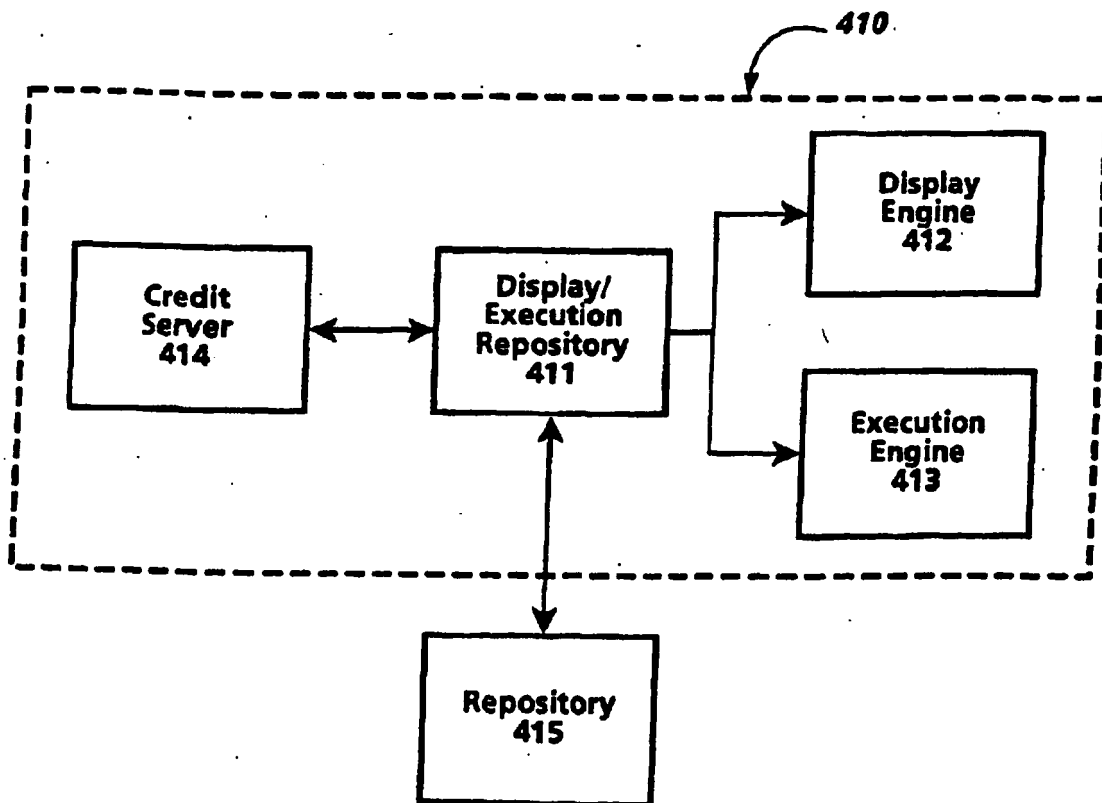 410
Display
Engine
412
Credit
Server
414
Display/
Execution
Repository
411
Execution
Engine
413
Repository
415